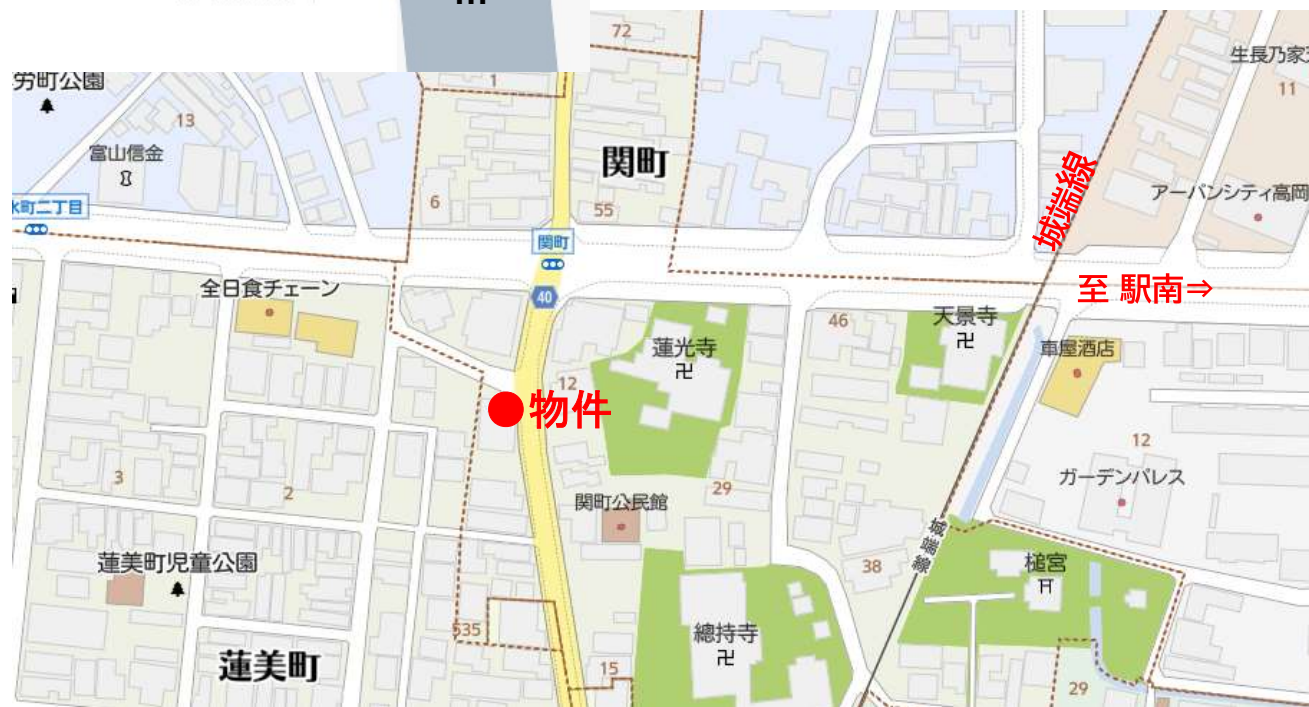 72
生長乃家
労町公園
1
11
13
富山信金
関町
アーバンシティ高岡
6
55
城端線
水町二丁目
関町
全日食チェーン
40
至 駅南⇒
天景寺
卍
46
蓮光寺
卍
車屋酒店
12
物件
12
3
2
29
ガーデンパレス
関町公民館
城端線
蓮美町児童公園
38
槌宮
535
總持寺
卍
蓮美町
15
29